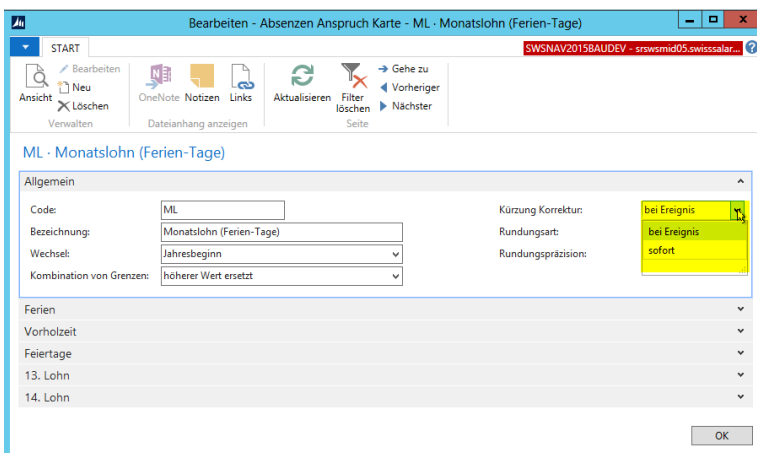 Bearbeiten - Absenzen Anspruch Karte - ML · Monatslohn (Ferien-Tage)
START
SWSNAV2015BAUDEV - srswsmid05.swisssalar...
Ansicht
Bearbeiten
Neu
Löschen
Verwalten
OneNote Notizen Links
Dateianhang anzeigen
Aktualisieren
Filter löschen
Gehe zu
Vorheriger
Nächster
Seite
ML · Monatslohn (Ferien-Tage)
Allgemein
Code: ML
Bezeichnung: Monatslohn (Ferien-Tage)
Wechsel: Jahresbeginn
Kombination von Grenzen: höherer Wert ersetzt
Kürzung Korrektur: bei Ereignis
Rundungsart:
Rundungspräzision:
bei Ereignis
sofort
Ferien
Vorholzeit
Feiertage
13. Lohn
14. Lohn
OK